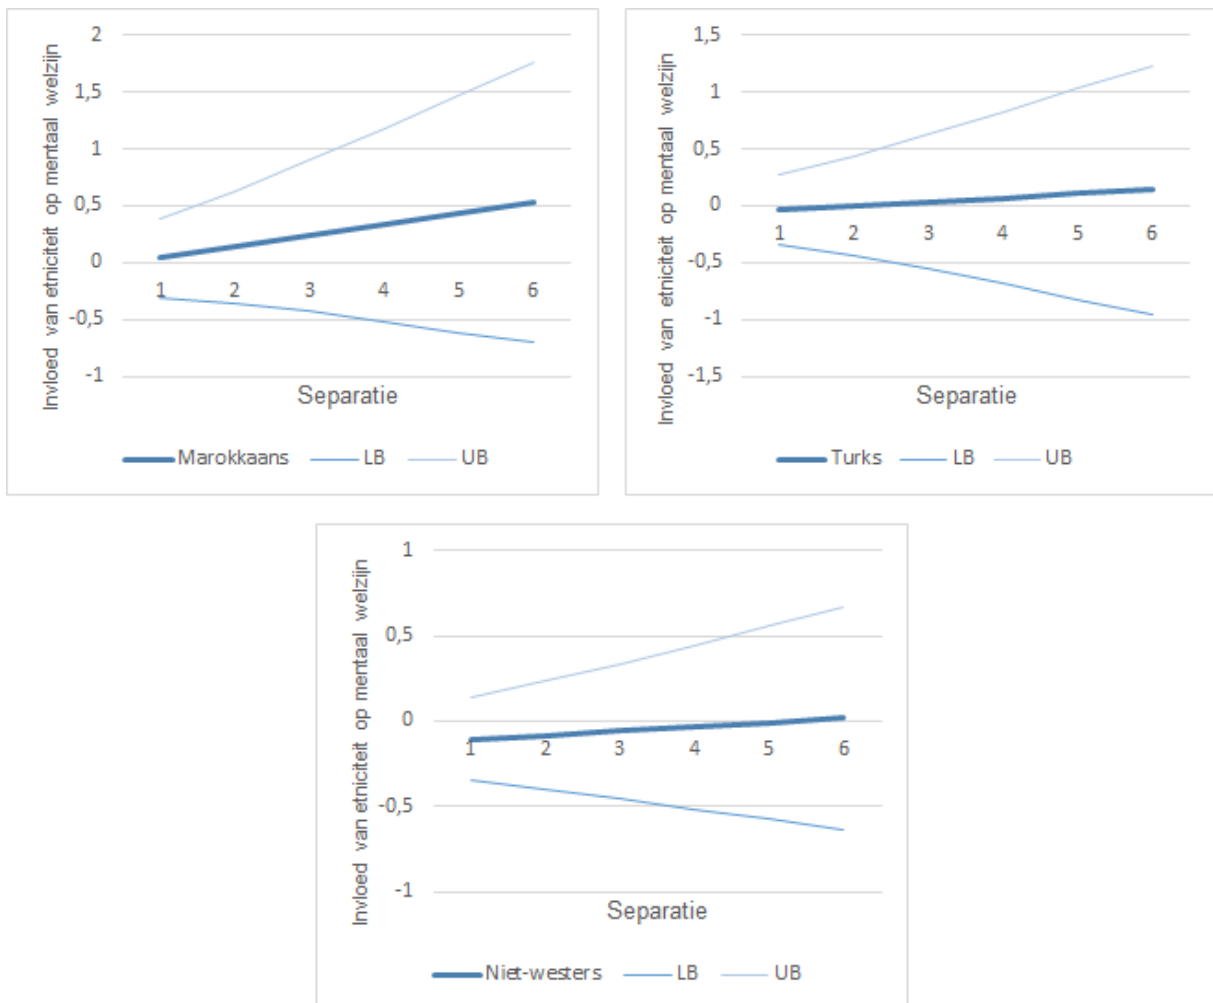 Invloed van etniciteit op mentaal welzijn
2
1,5
1
0,5
0
-0,5
-1
1 2 3 4 5 6
Separatie
Marokkaans LB UB
Invloed van etniciteit op mentaal welzijn
1,5
1
0,5
0
-0,5
-1
-1,5
1 2 3 4 5 6
Separatie
Turks LB UB
Invloed van etniciteit op mentaal welzijn
1
0,5
0
-0,5
-1
1 2 3 4 5 6
Separatie
Niet-westers LB UB